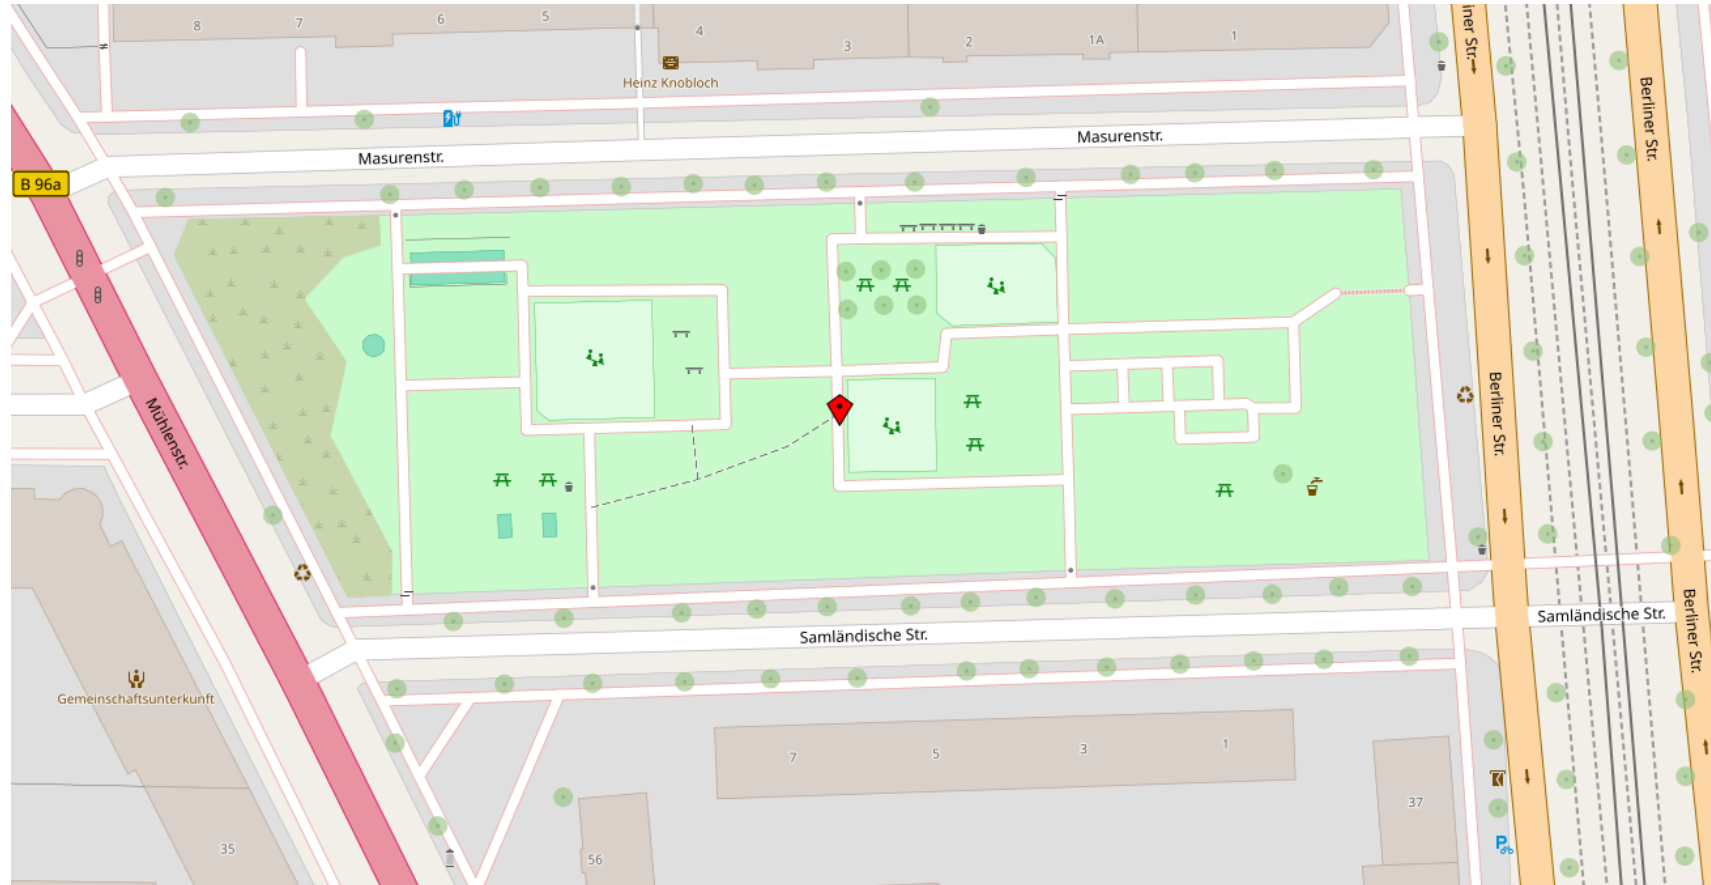 8
7
6
5
4
3
2
1A
1
iner Str.
Heinz Knobloch
Berliner Str.
Masurenstr.
Masurenstr.
B 96a
Mühlenstr.
Berliner Str.
Samländische Str.
Samländische Str.
Berliner Str.
Gemeinschaftsunterkunft
7
5
3
1
37
35
56
P